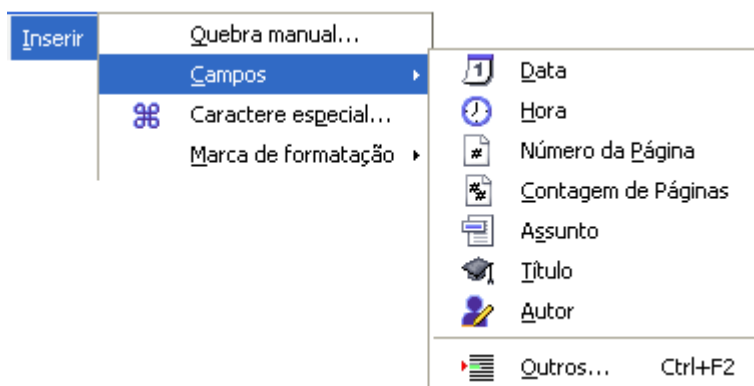 Inserir
Quebra manual...
Campos
Caractere especial...
Marca de formatação
Data
Hora
Número da Página
Contagem de Páginas
Assunto
Título
Autor
Outros... Ctrl+F2